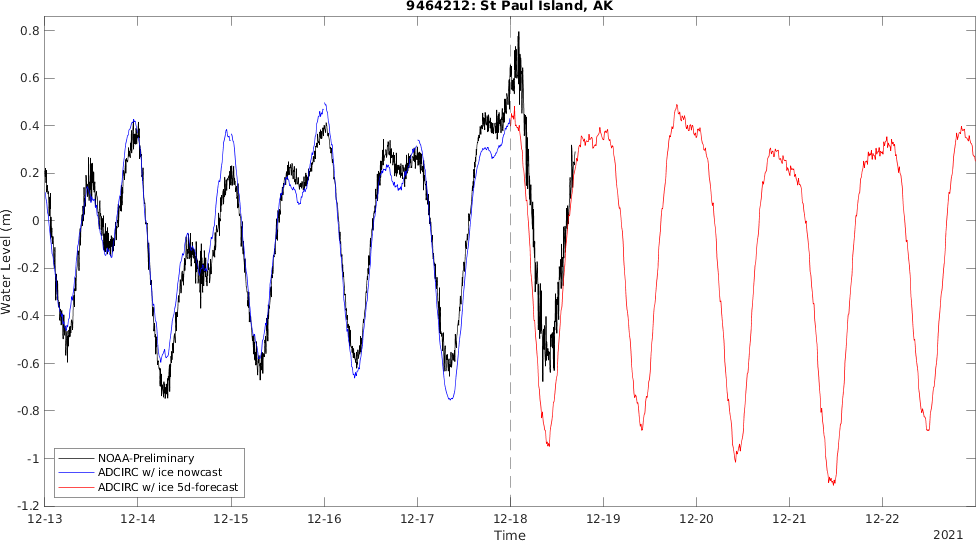 9464212: St Paul Island, AK
Water Level (m)
0.8
0.6
0.4
0.2
0
-0.2
-0.4
-0.6
-0.8
-1
-1.2
NOAA-Preliminary
ADCIRC w/ ice nowcast
ADCIRC w/ ice 5d-forecast
12-13 12-14 12-15 12-16 12-17 12-18 12-19 12-20 12-21 12-22
Time
2021